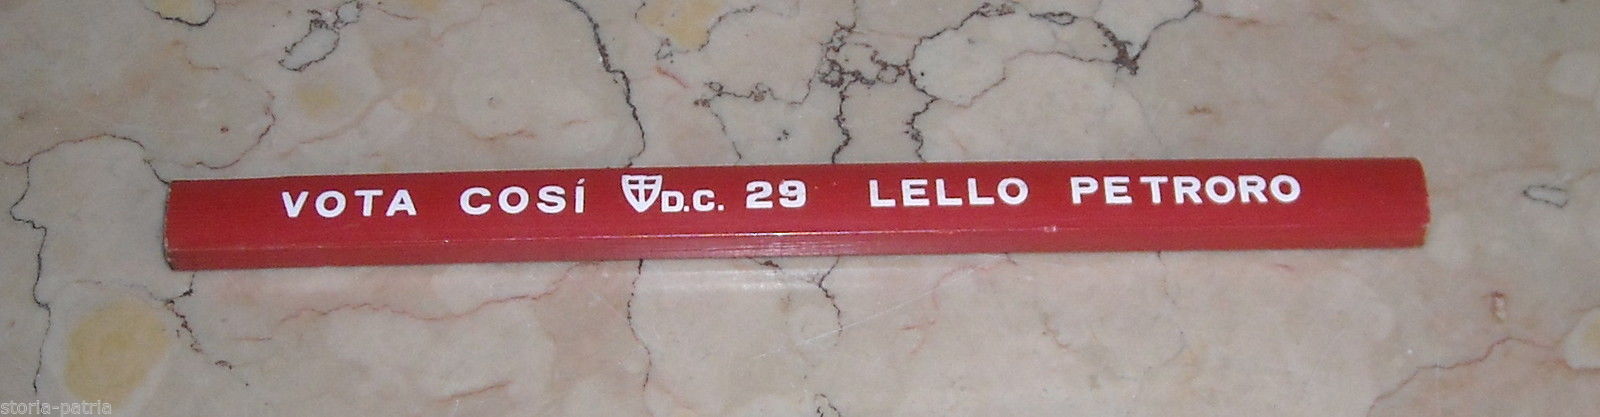 VOTA COSÍ D.C. 29 LELLO PETRORO
storia-patria